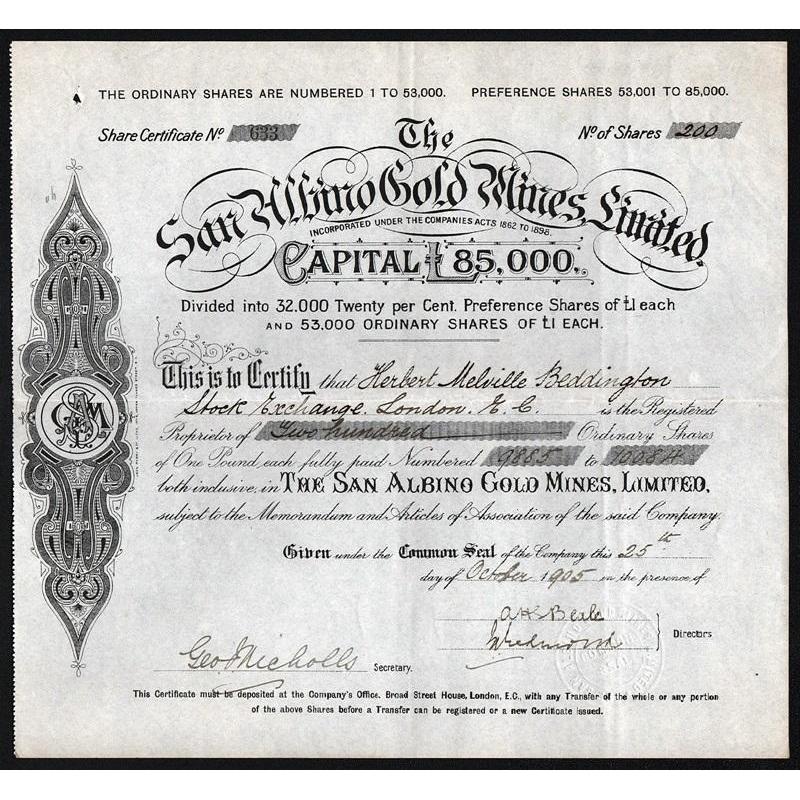 THE ORDINARY SHARES ARE NUMBERED 1 TO 53,000. PREFERENCE SHARES 53,001 TO 85,000.
Share Certificate No. 633 No. of Shares 200
The
San Albino Gold Mines, Limited.
INCORPORATED UNDER THE COMPANIES ACTS 1862 TO 1898.
CAPITAL £85,000.
Divided into 32.000 Twenty per Cent. Preference Shares of £1 each
AND 53.000 ORDINARY SHARES OF £1 EACH.
This is to Certify that Herbert Melville Beddington
Stock Exchange. London. E. C. is the Registered
Proprietor of Two hundred Ordinary Shares
of One Pound each fully paid Numbered 9885 to 10084
both inclusive, in THE SAN ALBINO GOLD MINES, LIMITED,
subject to the Memorandum and Articles of Association of the said Company.
Given under the Common Seal of the Company this 25th
day of October 1905 in the presence of
Beale
Directors
Geo Nicholls Secretary.
This Certificate must be deposited at the Company's Office, Broad Street House, London, E.C., with any Transfer of the whole or any portion
of the above Shares before a Transfer can be registered or a new Certificate issued.